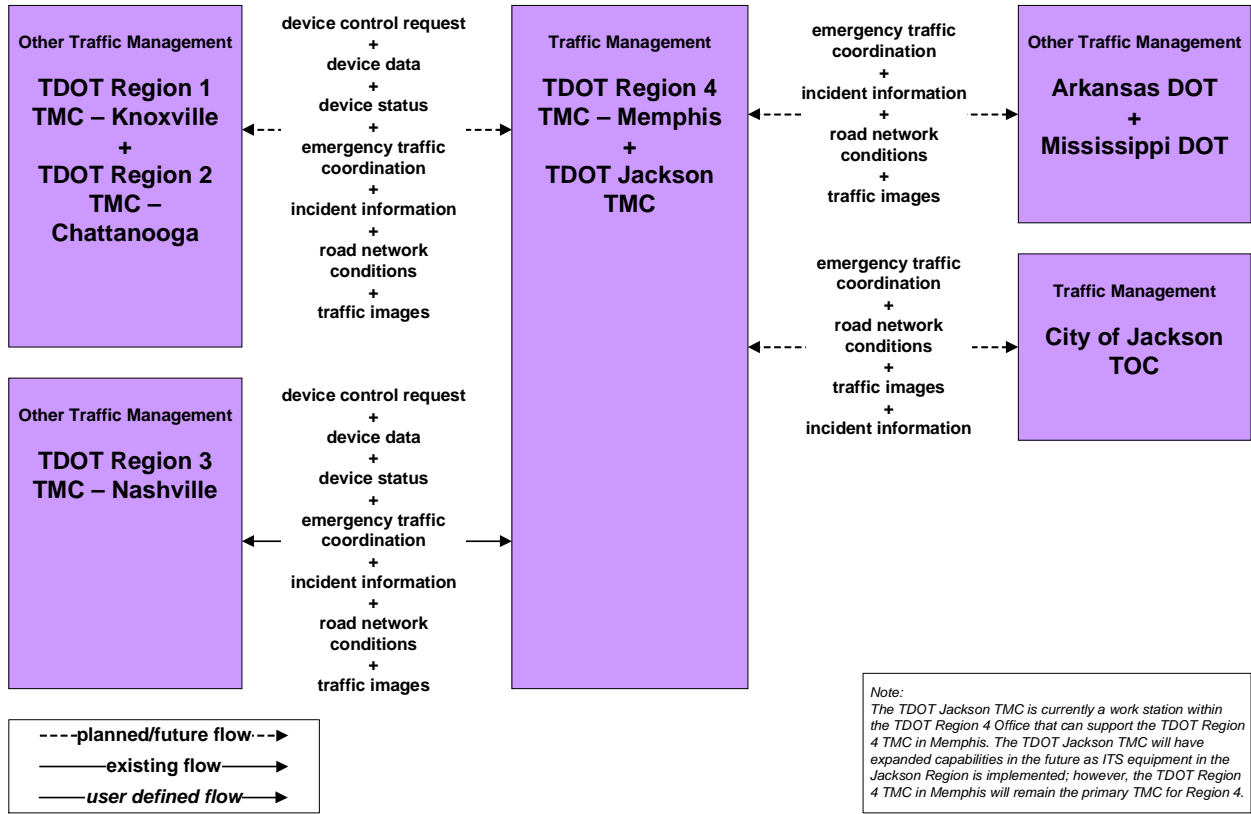 Other Traffic Management
TDOT Region 1
TMC – Knoxville
+
TDOT Region 2
TMC –
Chattanooga
device control request
+
device data
+
device status
+
emergency traffic
coordination
+
incident information
+
road network
conditions
+
traffic images
Traffic Management
TDOT Region 4
TMC – Memphis
+
TDOT Jackson
TMC
emergency traffic
coordination
+
incident information
+
road network
conditions
+
traffic images
Other Traffic Management
Arkansas DOT
+
Mississippi DOT
emergency traffic
coordination
+
road network
conditions
+
traffic images
+
incident information
Traffic Management
City of Jackson
TOC
Other Traffic Management
TDOT Region 3
TMC – Nashville
device control request
+
device data
+
device status
+
emergency traffic
coordination
+
incident information
+
road network
conditions
+
traffic images
planned/future flow
existing flow
user defined flow
Note:
The TDOT Jackson TMC is currently a work station within
the TDOT Region 4 Office that can support the TDOT Region
4 TMC in Memphis. The TDOT Jackson TMC will have
expanded capabilities in the future as ITS equipment in the
Jackson Region is implemented; however, the TDOT Region
4 TMC in Memphis will remain the primary TMC for Region 4.